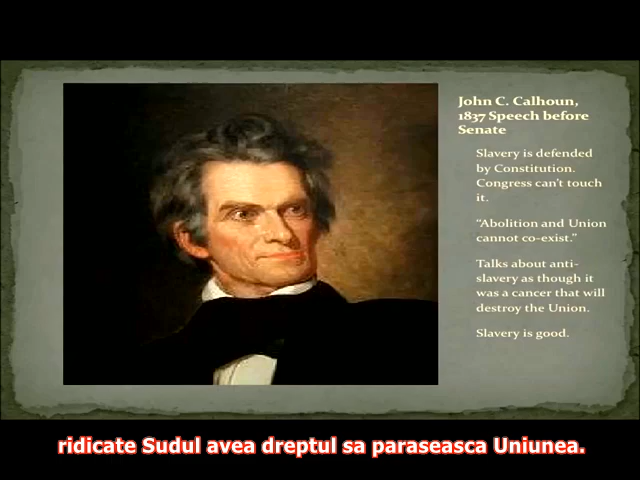 John C. Calhoun,
1837 Speech before
Senate
Slavery is defended
by Constitution.
Congress can't touch
it.
"Abolition and Union
cannot co-exist."
Talks about anti-
slavery as though it
was a cancer that will
destroy the Union.
Slavery is good.
ridicate Sudul avea dreptul sa paraseasca Uniunea.